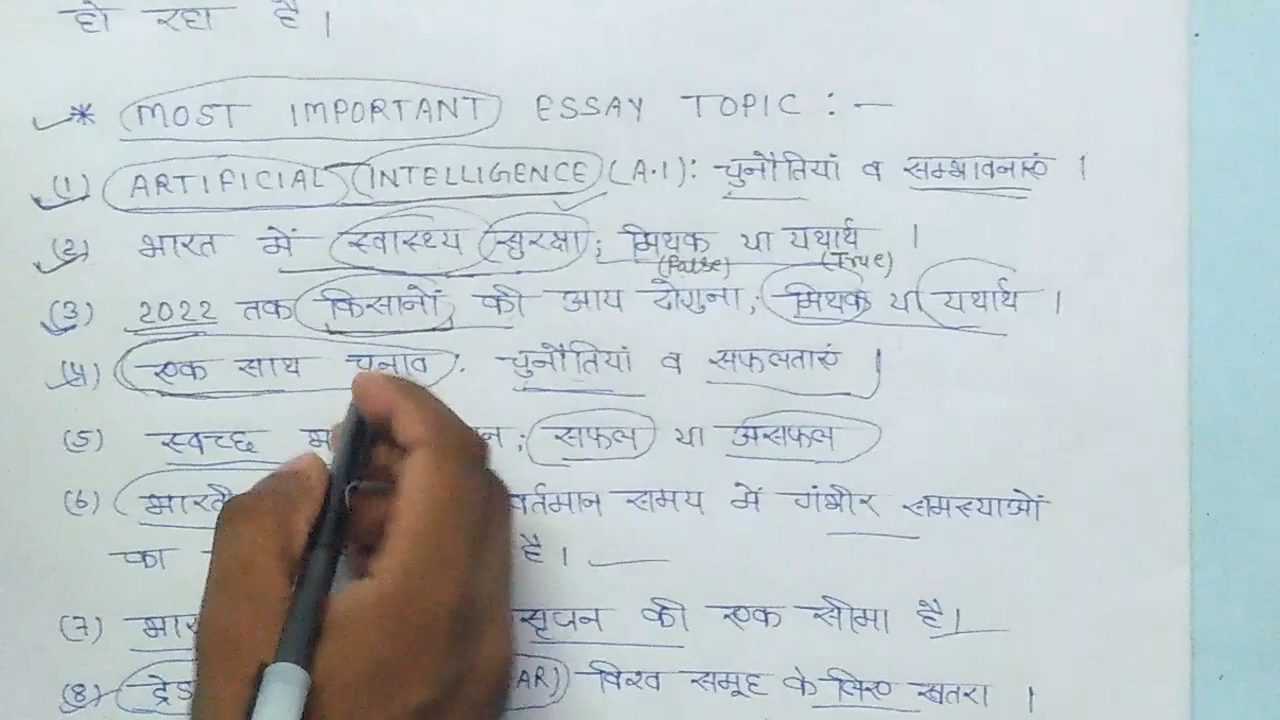 हो रहा है।
* MOST IMPORTANT ESSAY TOPIC : —
(1) ARTIFICIAL INTELLIGENCE (A.I): चुनौतियां व सम्भावनाएं ।
(2) भारत में स्वास्थ्य सुरक्षा; मिथक या यथार्थ ।
(False) (True)
(3) 2022 तक किसानों की आय दोगुना; मिथक या यथार्थ ।
(4) एक साथ चुनाव: चुनौतियां व सफलताएं ।
(5) स्वच्छ ; सफल या असफल
(6) वर्तमान समय में गंभीर समस्याओं
का है।
(7) सृजन की एक सीमा है।
(8) ट्रेड AR) विश्व समूह के लिए खतरा ।